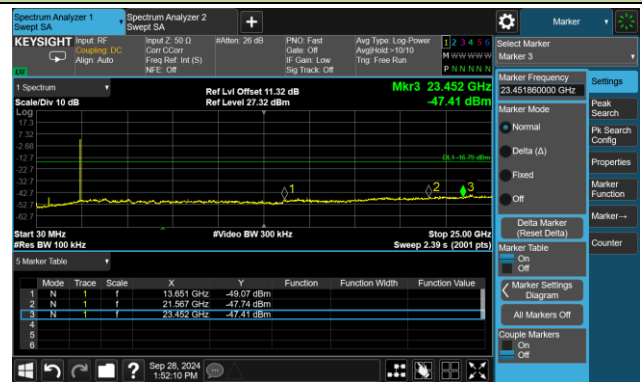 Spectrum Analyzer 1
Swept SA
Spectrum Analyzer 2
Swept SA
Marker
KEYSIGHT
Input: RF
Coupling: DC
Align: Auto
Input Z: 50 Ω
Corr CCorr
Freq Ref: Int (S)
NFE: Off
#Atten: 26 dB
PNO: Fast
Gate: Off
IF Gain: Low
Sig Track: Off
Avg Type: Log-Power
Avg|Hold:>10/10
Trig: Free Run
1 2 3 4 5 6
M W W W W W
P N N N N N
LV
1 Spectrum
Scale/Div 10 dB
Ref Lvl Offset 11.32 dB
Ref Level 27.32 dBm
Mkr3 23.452 GHz
-47.41 dBm
Log
17.3
7.32
-2.68
-12.7
-22.7
-32.7
-42.7
-52.7
-62.7
DL1 -16.79 dBm
1
2
3
Start 30 MHz
#Res BW 100 kHz
#Video BW 300 kHz
Stop 25.00 GHz
Sweep 2.39 s (2001 pts)
5 Marker Table
Mode Trace Scale X Y Function Function Width Function Value
1 N 1 f 13.651 GHz -49.07 dBm
2 N 1 f 21.567 GHz -47.74 dBm
3 N 1 f 23.452 GHz -47.41 dBm
4
5
6
Sep 28, 2024
1:52:10 PM
Select Marker
Marker 3
Marker Frequency
23.451860000 GHz
Marker Mode
Normal
Delta (Δ)
Fixed
Off
Delta Marker
(Reset Delta)
Marker Table
On
Off
Marker Settings
Diagram
All Markers Off
Couple Markers
On
Off
Settings
Peak
Search
Pk Search
Config
Properties
Marker
Function
Marker→
Counter